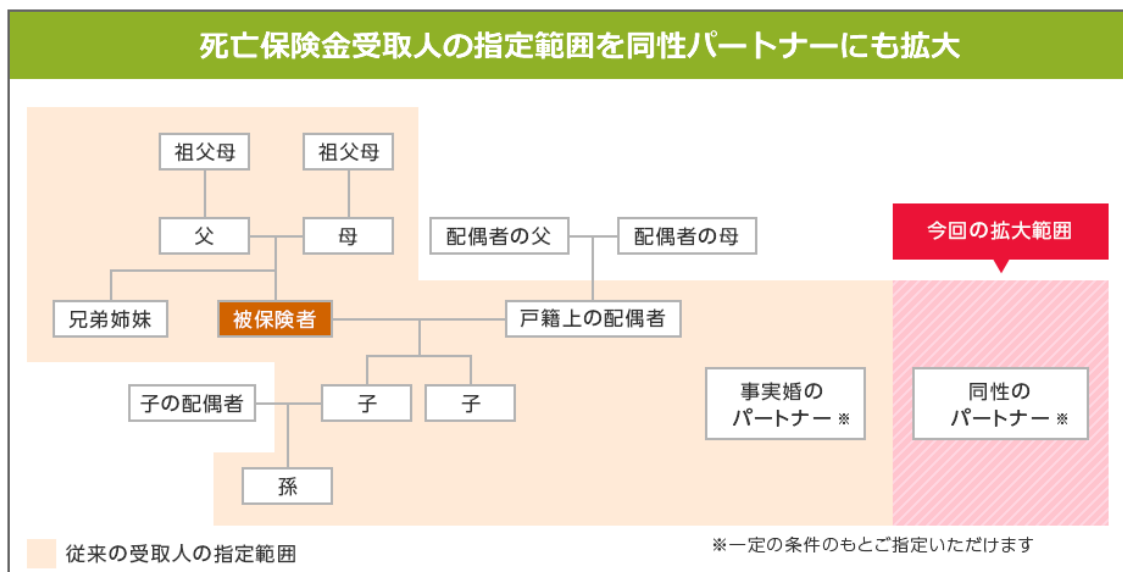 死亡保険金受取人の指定範囲を同性パートナーにも拡大
祖父母
祖父母
父
母
配偶者の父
配偶者の母
今回の拡大範囲
兄弟姉妹
被保険者
戸籍上の配偶者
子の配偶者
子
子
事実婚の
パートナー※
同性の
パートナー※
孫
従来の受取人の指定範囲
※一定の条件のもとご指定いただけます